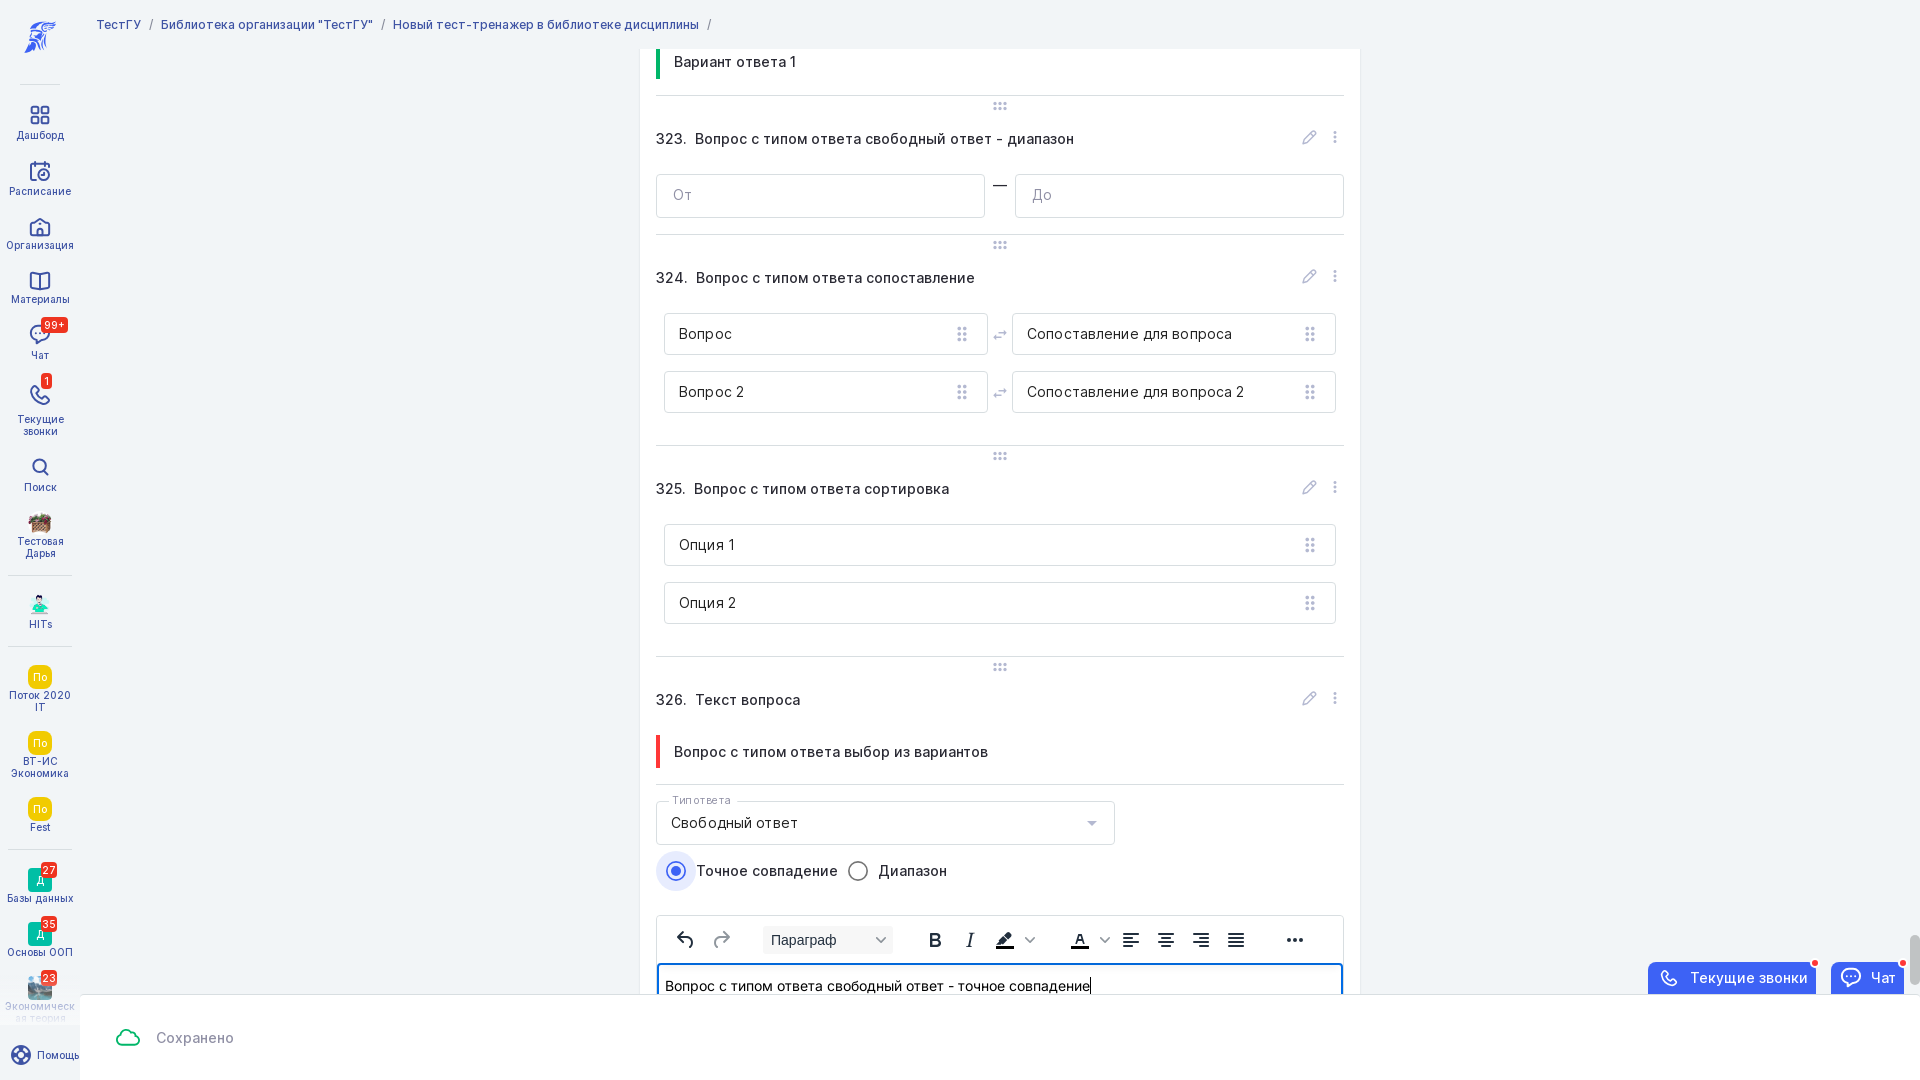 ТестГУ / Библиотека организации "ТестГУ" / Новый тест-тренажер в библиотеке дисциплины /
Дашборд
Расписание
Организация
Материалы
99+
Чат
1
Текущие
звонки
Поиск
Тестовая
Дарья
HITs
По
Поток 2020
IT
По
ВТ-ИС
Экономика
По
Fest
27
Д
Базы данных
35
Д
Основы ООП
23
Экономическ
ая теория
Помощь
Вариант ответа 1
323. Вопрос с типом ответа свободный ответ - диапазон
От — До
324. Вопрос с типом ответа сопоставление
Вопрос Сопоставление для вопроса
Вопрос 2 Сопоставление для вопроса 2
325. Вопрос с типом ответа сортировка
Опция 1
Опция 2
326. Текст вопроса
Вопрос с типом ответа выбор из вариантов
Тип ответа
Свободный ответ
Точное совпадение Диапазон
Параграф
Вопрос с типом ответа свободный ответ - точное совпадение
Текущие звонки Чат
Сохранено